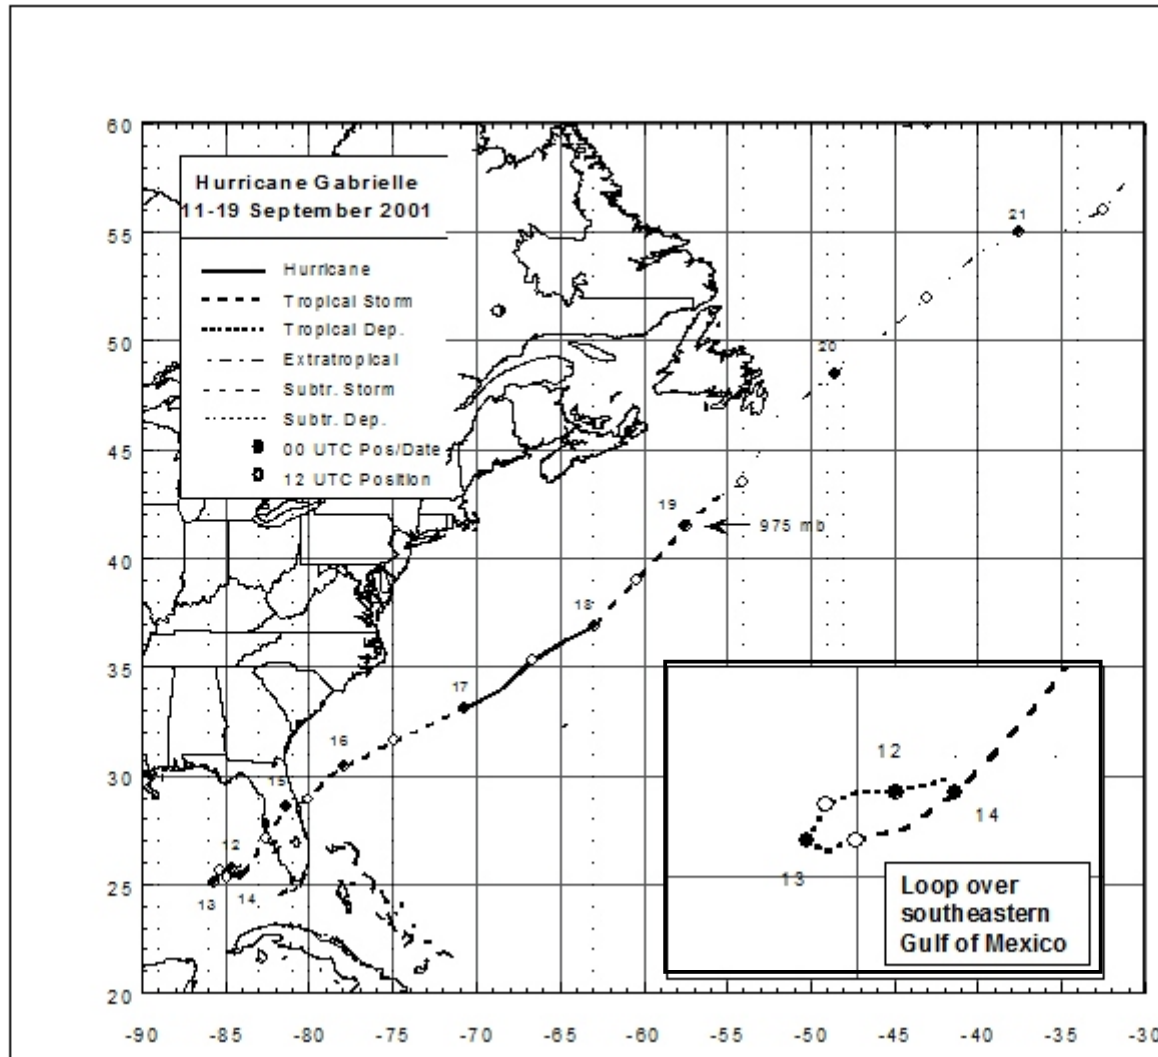 60
55
50
45
40
35
30
25
20
-90 -85 -80 -75 -70 -65 -60 -55 -50 -45 -40 -35 -30
Hurricane Gabrielle
11-19 September 2001
Hurricane
Tropical Storm
Tropical Dep.
Extratropical
Subtr. Storm
Subtr. Dep.
00 UTC Pos/Date
12 UTC Position
21
20
19
975 mb
18
17
16
15
12
13 14
12
14
13
Loop over
southeastern
Gulf of Mexico